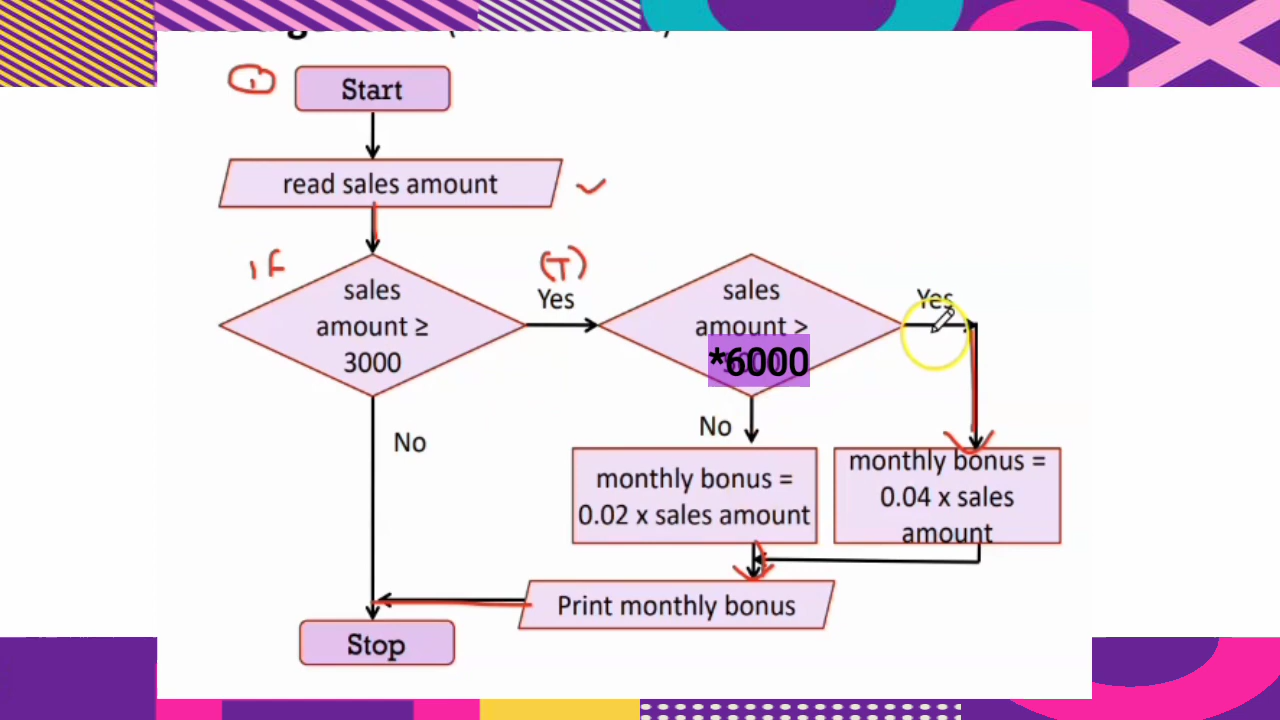 Start
read sales amount
if
sales
amount ≥
3000
(T)
Yes
sales
amount >
*6000
Yes
No
No
monthly bonus =
0.02 x sales amount
monthly bonus =
0.04 x sales
amount
Print monthly bonus
Stop